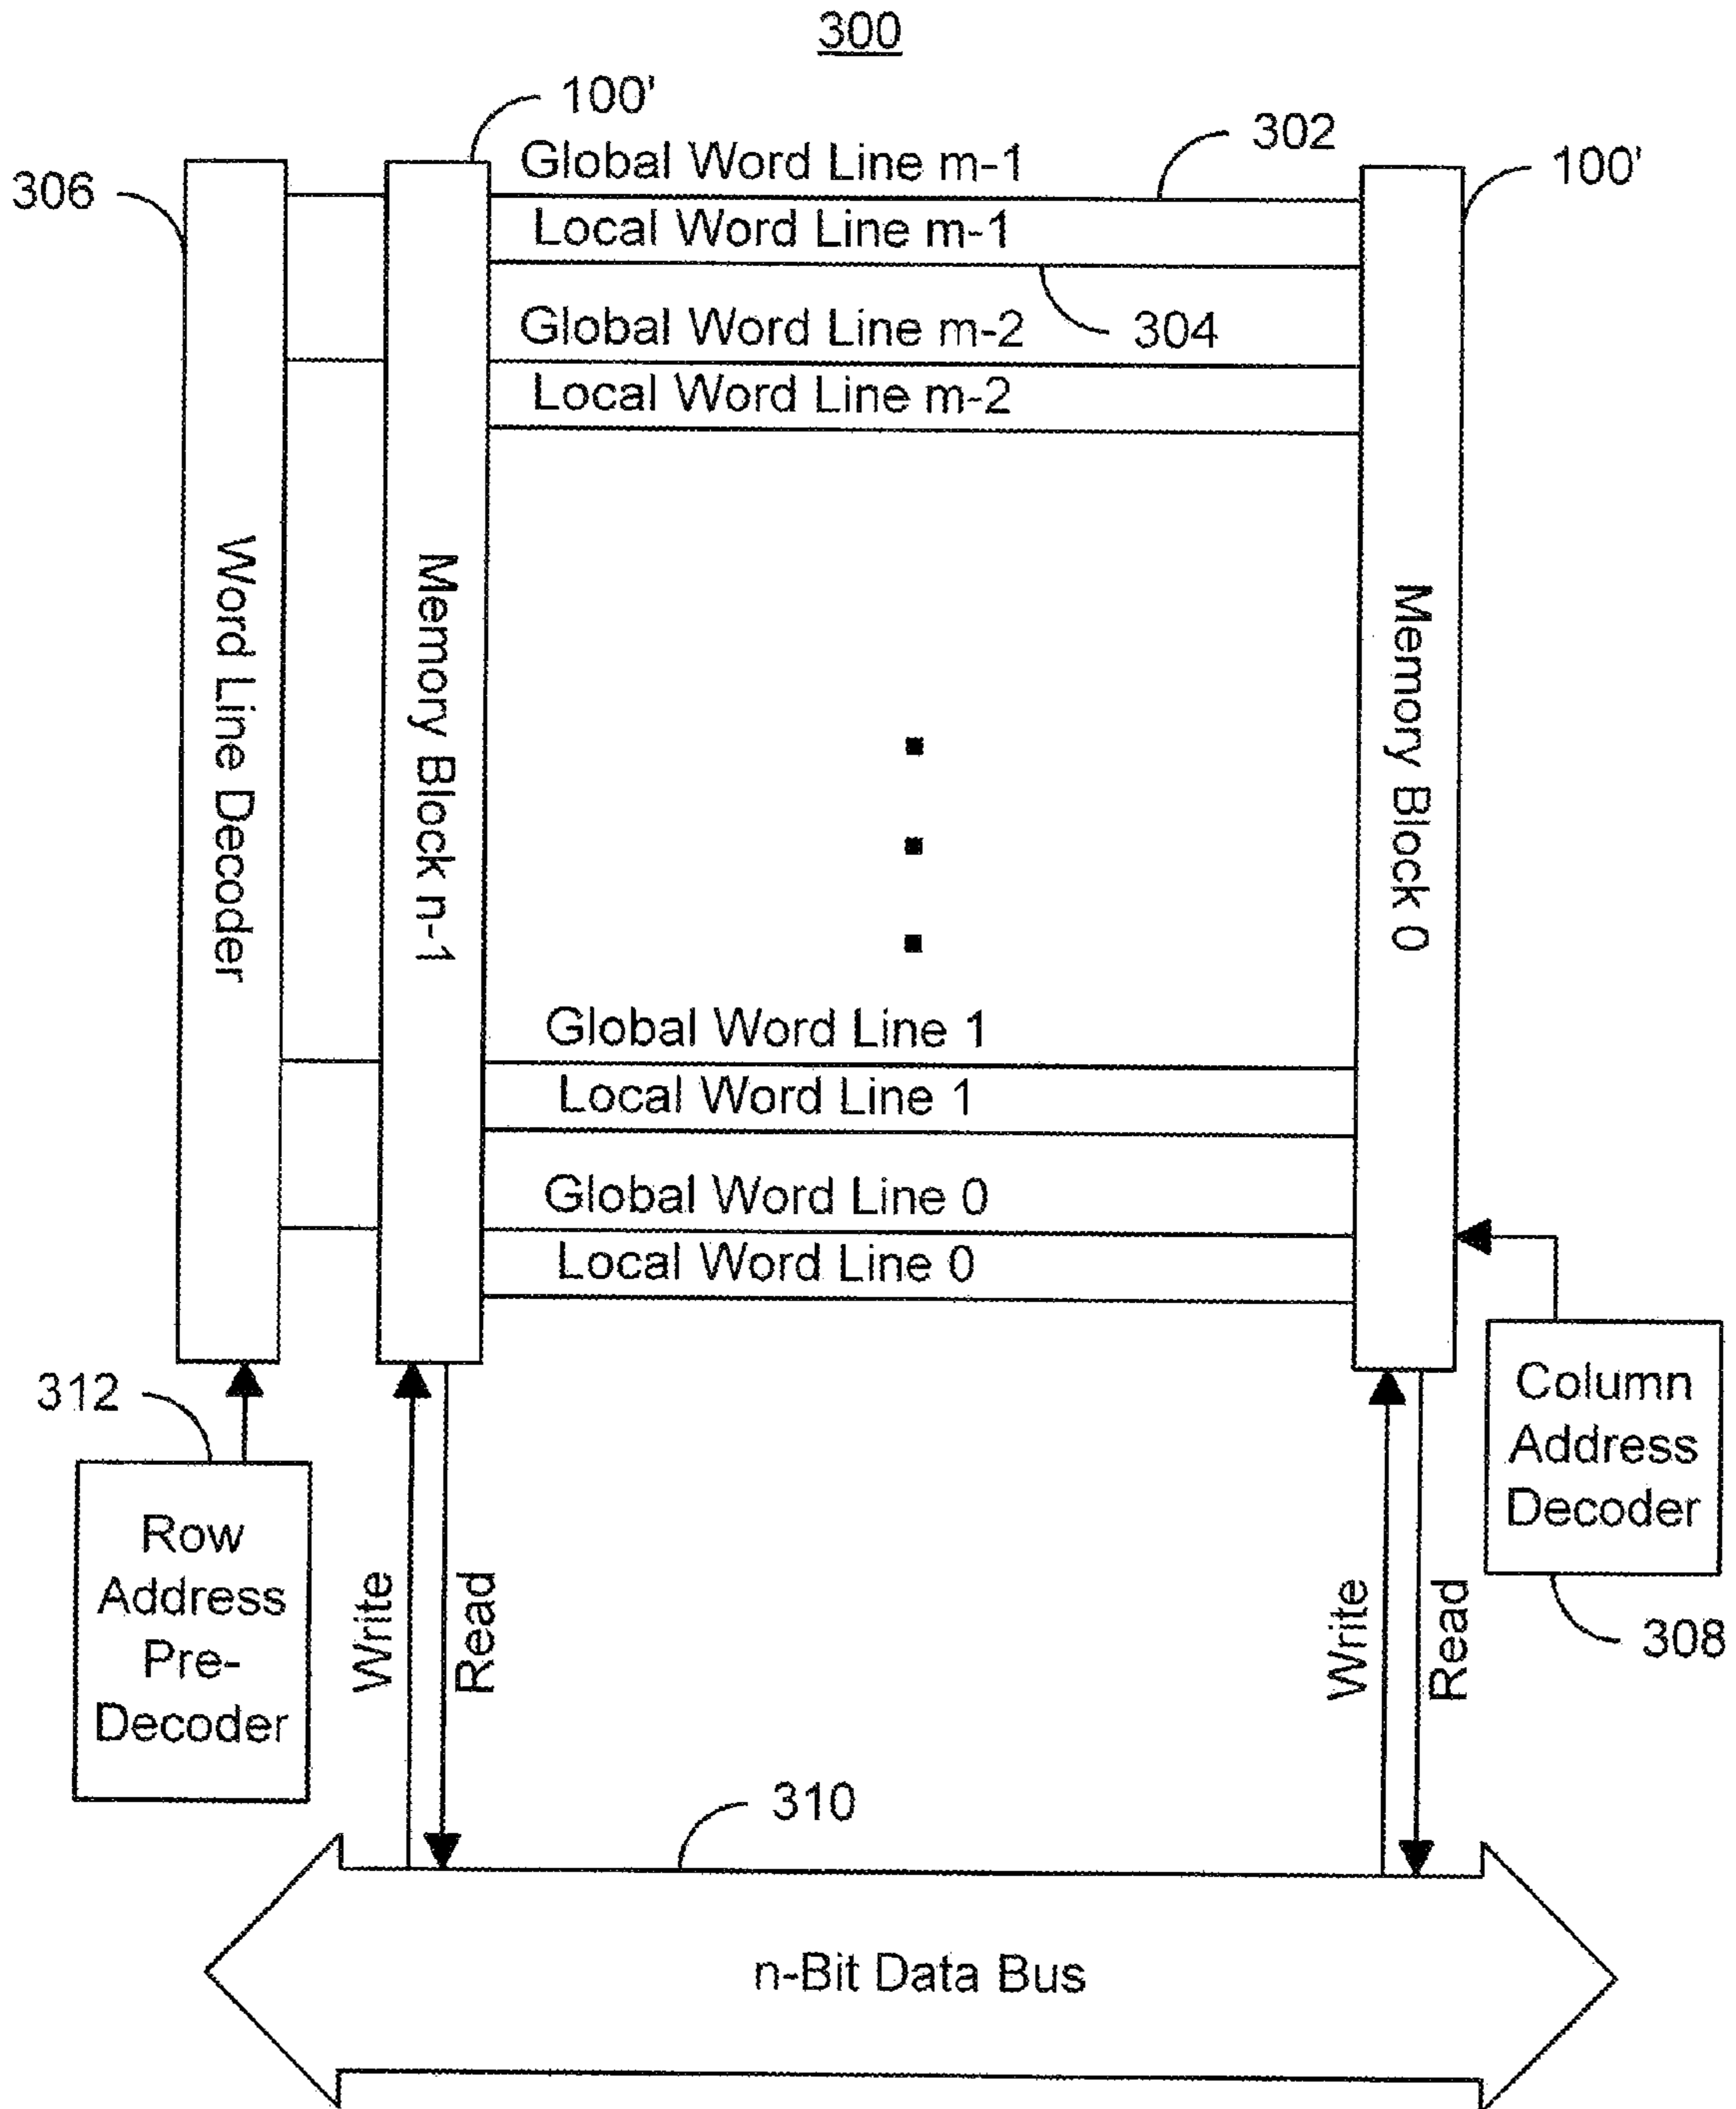 300
100'
302
Global Word Line m-1
100'
306
Local Word Line m-1
Global Word Line m-2
304
Local Word Line m-2
Word Line Decoder
Memory Block n-1
Memory Block 0
Global Word Line 1
Local Word Line 1
Global Word Line 0
Local Word Line 0
312
Column
Address
Decoder
Row
Address
Pre-
Decoder
Write
Read
Write
Read
308
310
n-Bit Data Bus